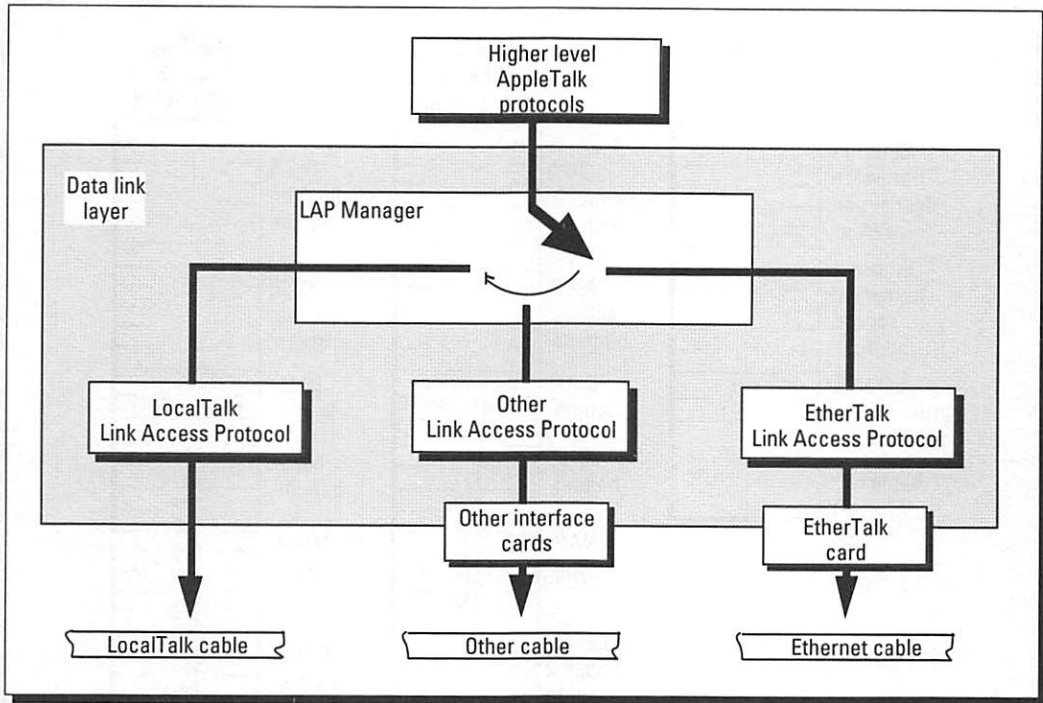 Higher level
AppleTalk
protocols
Data link
layer
LAP Manager
LocalTalk
Link Access Protocol
Other
Link Access Protocol
EtherTalk
Link Access Protocol
Other interface
cards
EtherTalk
card
LocalTalk cable
Other cable
Ethernet cable